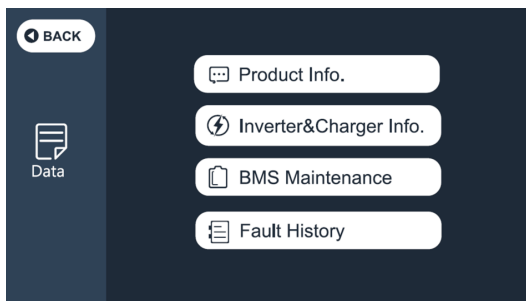 BACK
Data
Product Info.
Inverter&Charger Info.
BMS Maintenance
Fault History